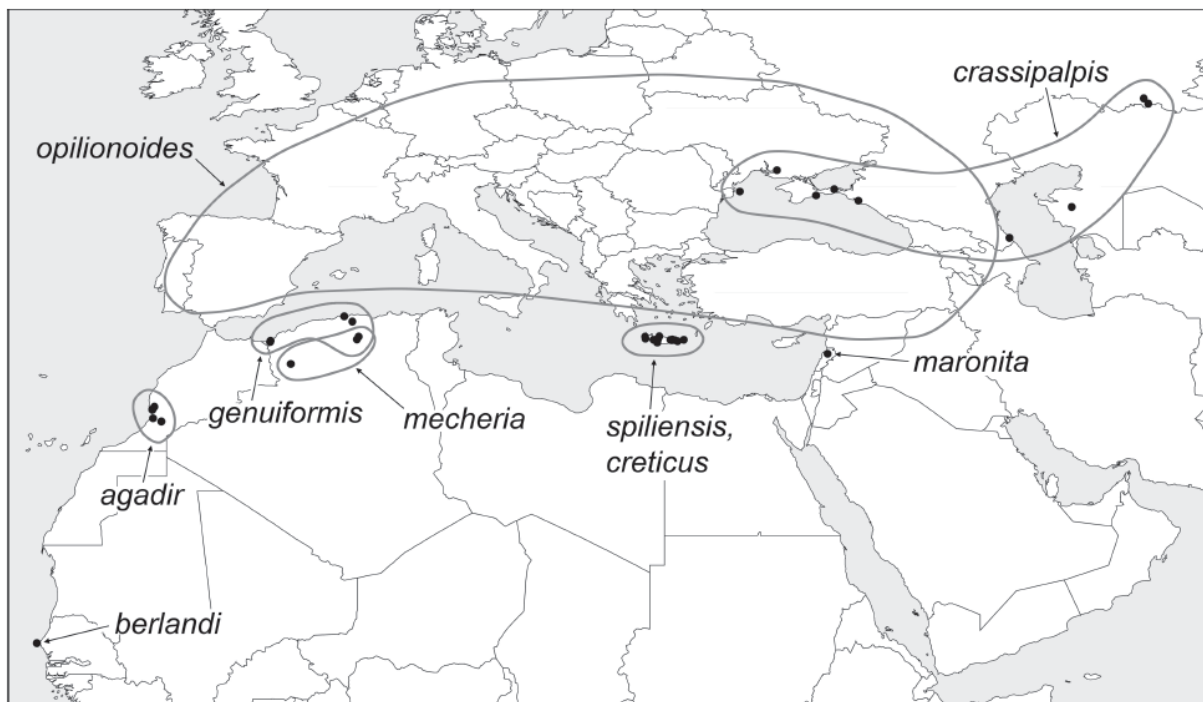 crassipalpis
opilionoides
maronita
genuiformis
mecheria
spiliensis,
creticus
agadir
berlandi